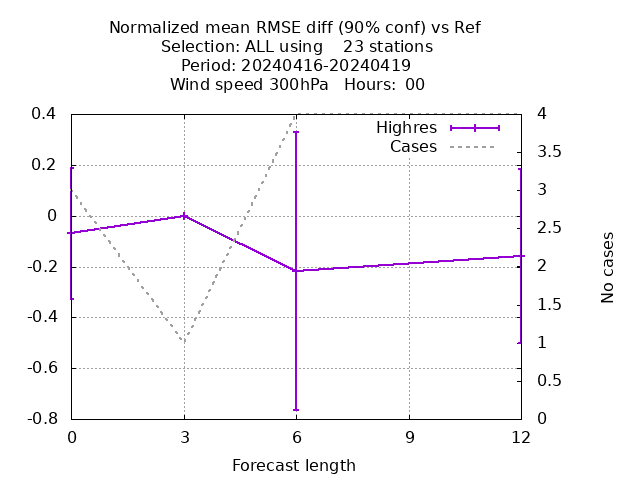 Normalized mean RMSE diff (90% conf) vs Ref
Selection: ALL using    23 stations
Period: 20240416-20240419
Wind speed 300hPa   Hours:  00
Highres
Cases
0.4
0.2
0
-0.2
-0.4
-0.6
-0.8
4
3.5
3
2.5
2
1.5
1
0.5
0
No cases
0 3 6 9 12
Forecast length